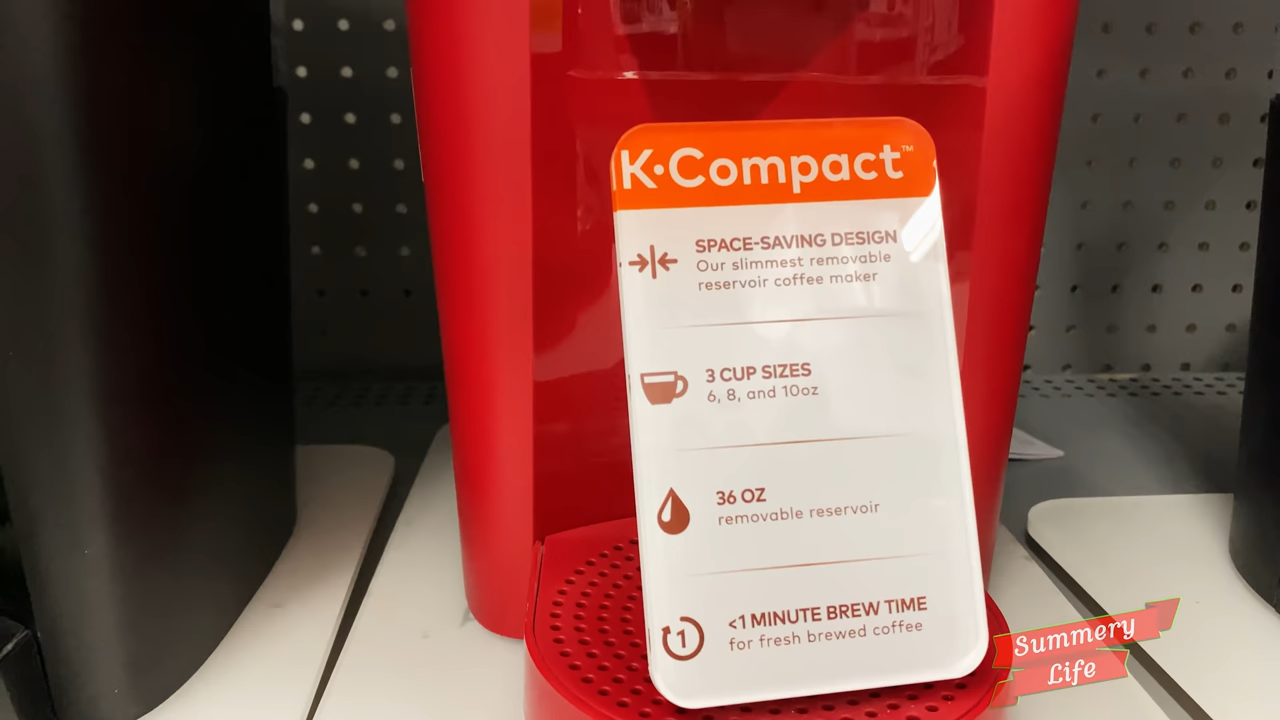 K·Compact™
SPACE-SAVING DESIGN
Our slimmest removable
reservoir coffee maker
3 CUP SIZES
6, 8, and 10oz
36 OZ
removable reservoir
1
<1 MINUTE BREW TIME
for fresh brewed coffee
Summery
Life